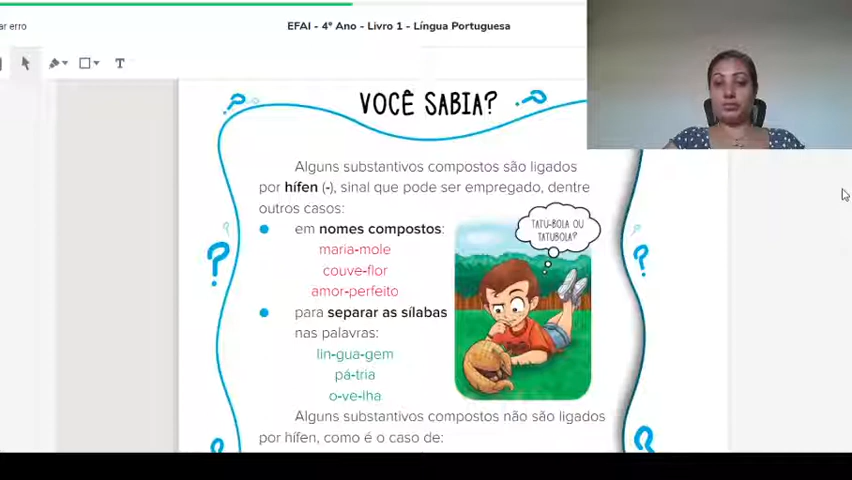 ar erro
EFAI - 4º Ano - Livro 1 - Língua Portuguesa
T
VOCÊ SABIA?
Alguns substantivos compostos são ligados
por hífen (-), sinal que pode ser empregado, dentre
outros casos:
em nomes compostos:
maria-mole
couve-flor
amor-perfeito
TATU-BOLA OU
TATUBOLA?
para separar as sílabas
nas palavras:
lin-gua-gem
pá-tria
o-ve-lha
Alguns substantivos compostos não são ligados
por hífen, como é o caso de: